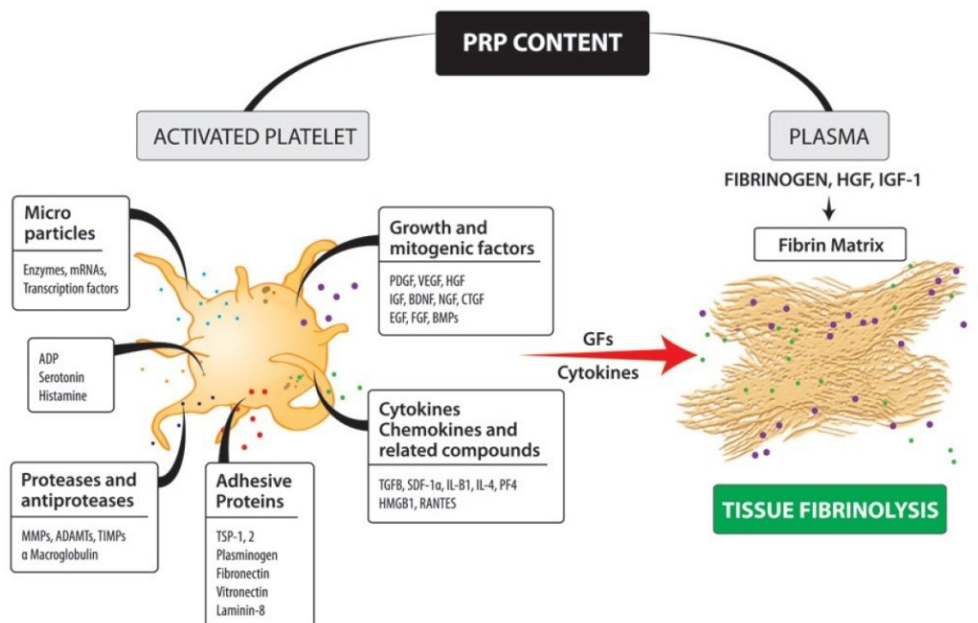 PRP CONTENT
ACTIVATED PLATELET
PLASMA
FIBRINOGEN, HGF, IGF-1
Fibrin Matrix
Micro
particles
Enzymes, mRNAs,
Transcription factors
Growth and
mitogenic factors
PDGF, VEGF, HGF
IGF, BDNF, NGF, CTGF
EGF, FGF, BMPs
ADP
Serotonin
Histamine
GFs
Cytokines
Cytokines
Chemokines and
related compounds
TGFB, SDF-1α, IL-B1, IL-4, PF4
HMGB1, RANTES
Proteases and
antiproteases
MMPs, ADAMTs, TIMPs
α Macroglobulin
Adhesive
Proteins
TSP-1, 2
Plasminogen
Fibronectin
Vitronectin
Laminin-8
TISSUE FIBRINOLYSIS